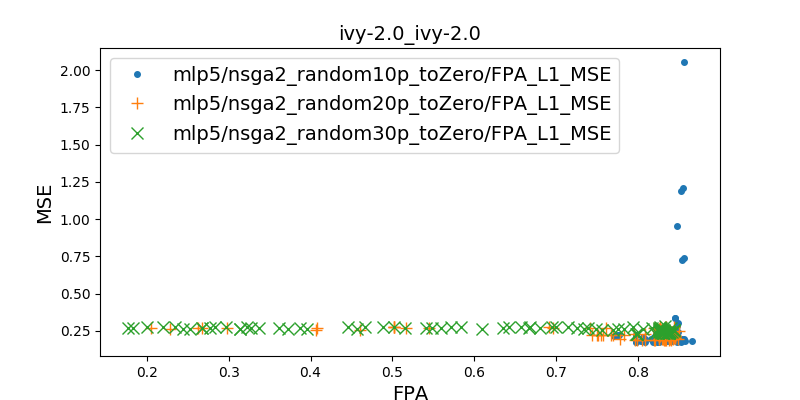 ivy-2.0_ivy-2.0
mlp5/nsga2_random10p_toZero/FPA_L1_MSE
mlp5/nsga2_random20p_toZero/FPA_L1_MSE
mlp5/nsga2_random30p_toZero/FPA_L1_MSE
MSE
2.00
1.75
1.50
1.25
1.00
0.75
0.50
0.25
0.2 0.3 0.4 0.5 0.6 0.7 0.8
FPA